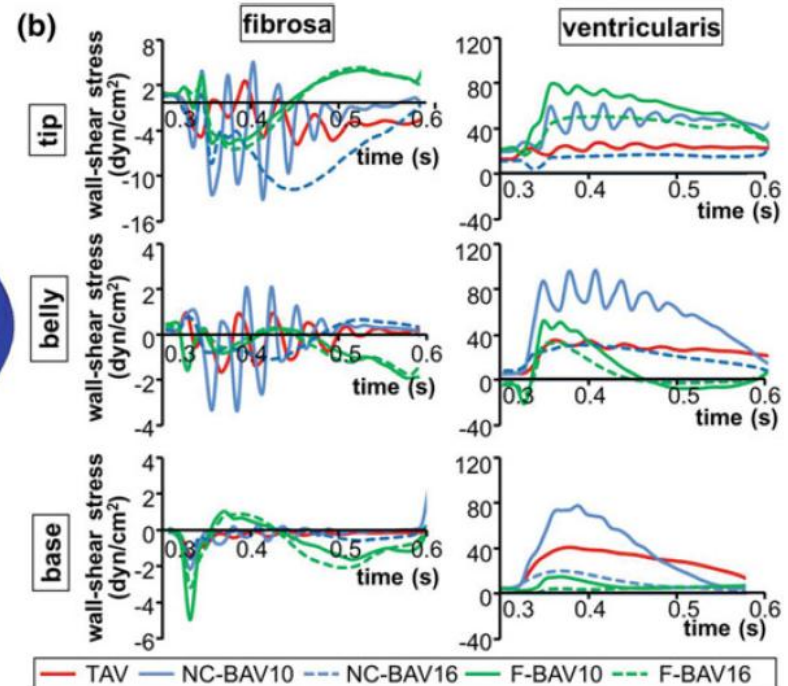 (b)
fibrosa
ventricularis
tip
wall-shear stress
(dyn/cm²)
8
2
-4
-10
-16
0.3
0.4
0.5
0.6
time (s)
120
80
40
0
-40
0.3
0.4
0.5
0.6
time (s)
belly
wall-shear stress
(dyn/cm²)
4
2
0
-2
-4
0.3
0.4
0.5
0.6
time (s)
120
80
40
0
-40
0.3
0.4
0.5
0.6
time (s)
base
wall-shear stress
(dyn/cm²)
4
2
0
-2
-4
-6
0.3
0.4
0.5
0.6
time (s)
120
80
40
0
-40
0.3
0.4
0.5
0.6
time (s)
TAV NC-BAV10 NC-BAV16 F-BAV10 F-BAV16